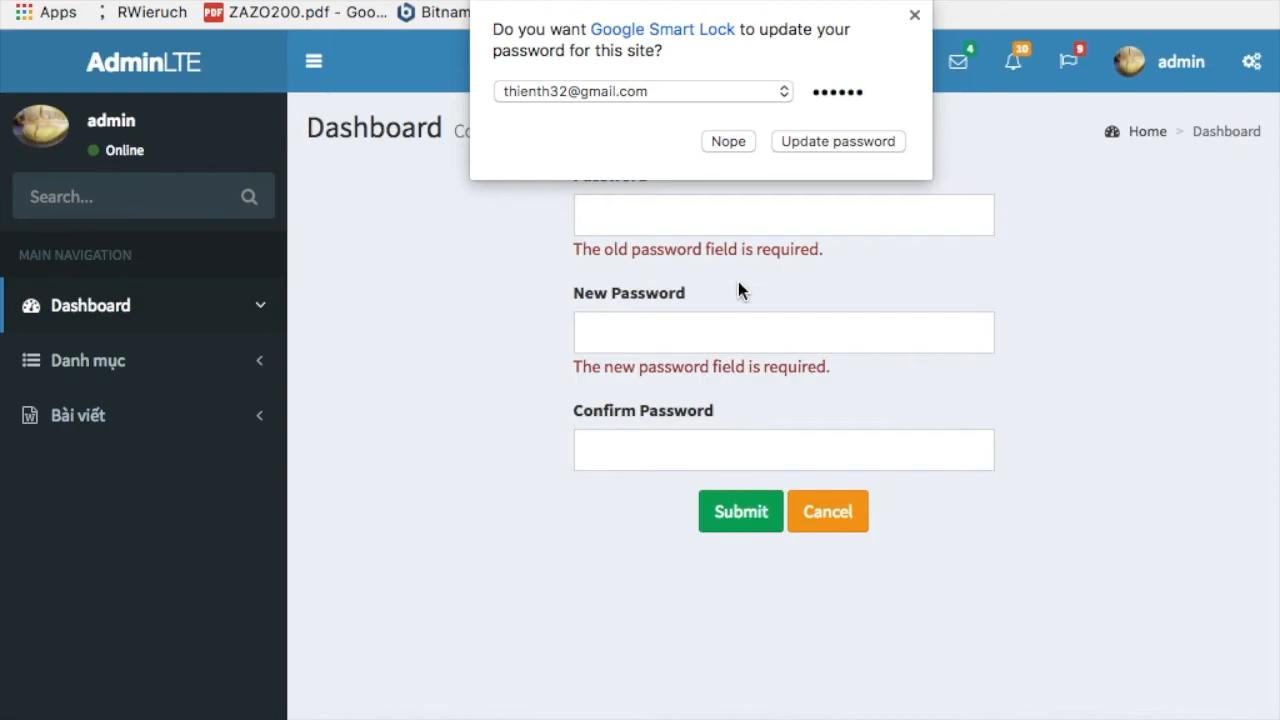 Apps
RWieruch
PDF
ZAZO200.pdf - Goo...
Bitnam
Do you want Google Smart Lock to update your
password for this site?
thienth32@gmail.com
••••••
Nope
Update password
AdminLTE
4
10
9
admin
admin
Online
Search...
MAIN NAVIGATION
Dashboard
Danh mục
Bài viết
Dashboard
Home > Dashboard
The old password field is required.
New Password
The new password field is required.
Confirm Password
Submit
Cancel